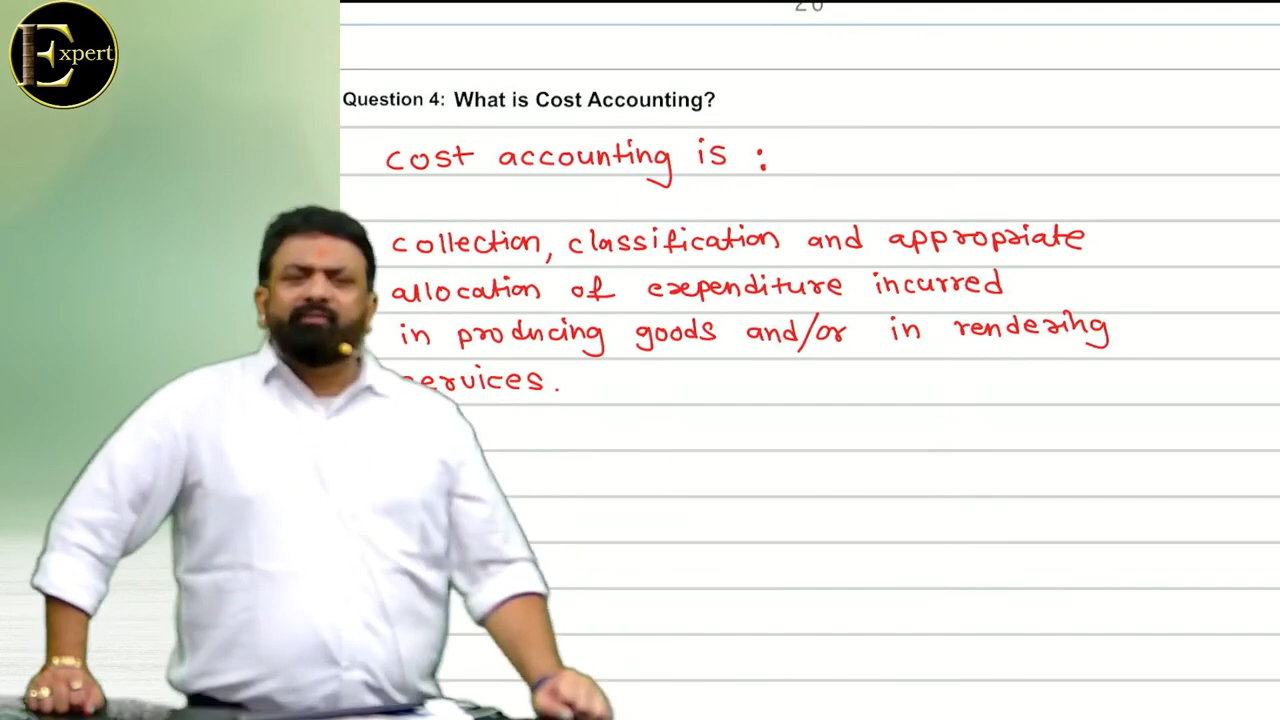 Expert
Question 4: What is Cost Accounting?
cost accounting is :
collection, classification and appropriate
allocation of expenditure incurred
in producing goods and/or in rendering
services.